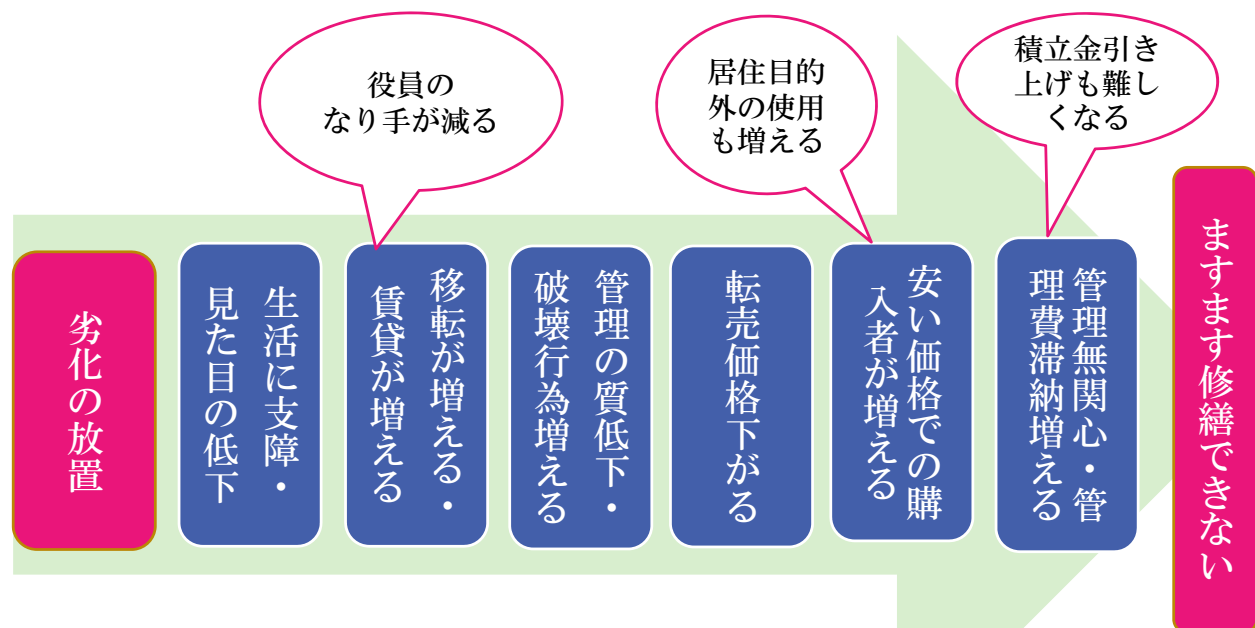 役員の
なり手が減る
居住目的
外の使用
も増える
積立金引き
上げも難し
くなる
劣化の放置
生活に支障・
見た目の低下
移転が増える・
賃貸が増える
管理の質低下・
破壊行為増える
転売価格下がる
安い価格での購
入者が増える
管理無関心・管
理費滞納増える
ますます修繕できない